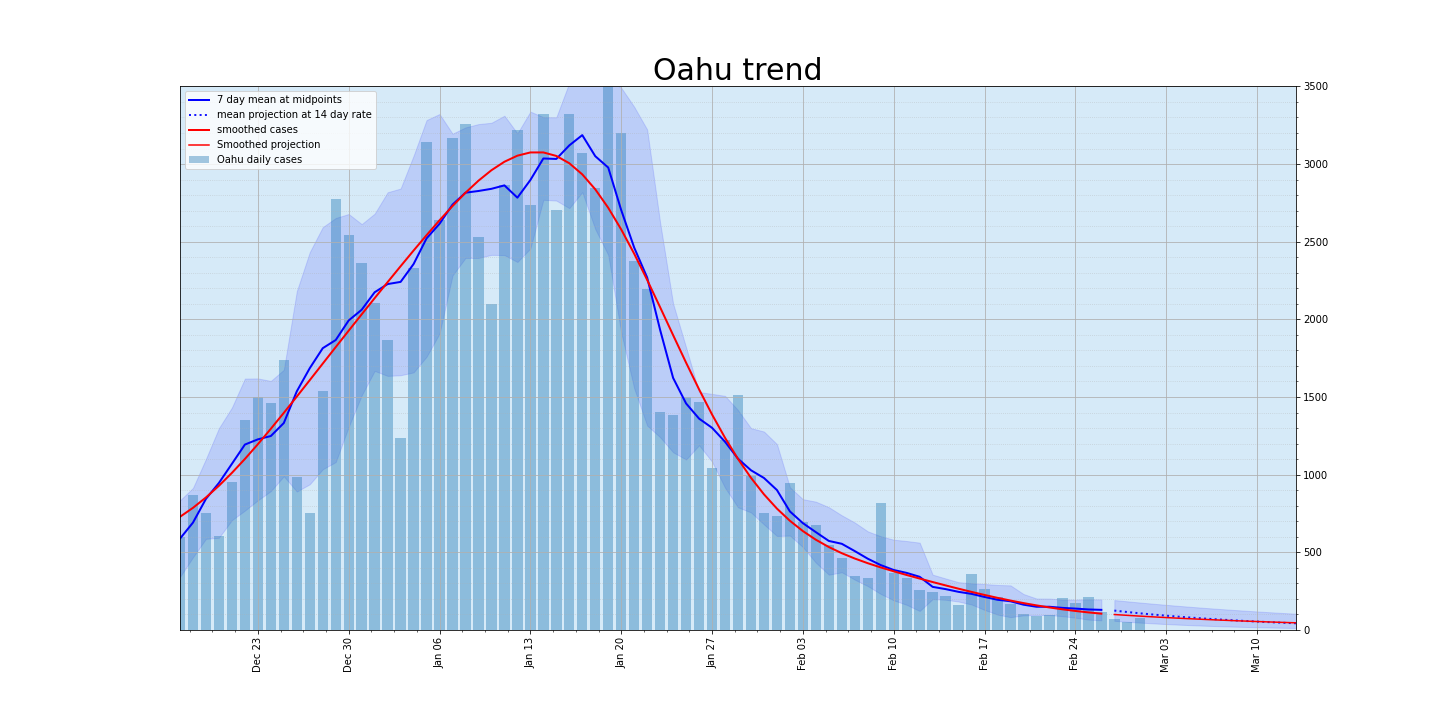 Oahu trend
7 day mean at midpoints
mean projection at 14 day rate
smoothed cases
Smoothed projection
Oahu daily cases
3500
3000
2500
2000
1500
1000
500
0
Dec 23
Dec 30
Jan 06
Jan 13
Jan 20
Jan 27
Feb 03
Feb 10
Feb 17
Feb 24
Mar 03
Mar 10